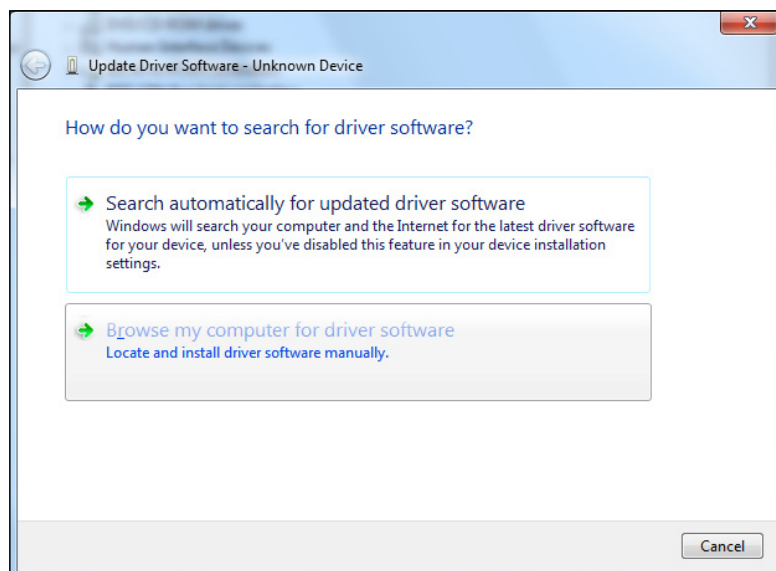 Update Driver Software - Unknown Device
How do you want to search for driver software?
Search automatically for updated driver software
Windows will search your computer and the Internet for the latest driver software
for your device, unless you've disabled this feature in your device installation
settings.
Browse my computer for driver software
Locate and install driver software manually.
Cancel